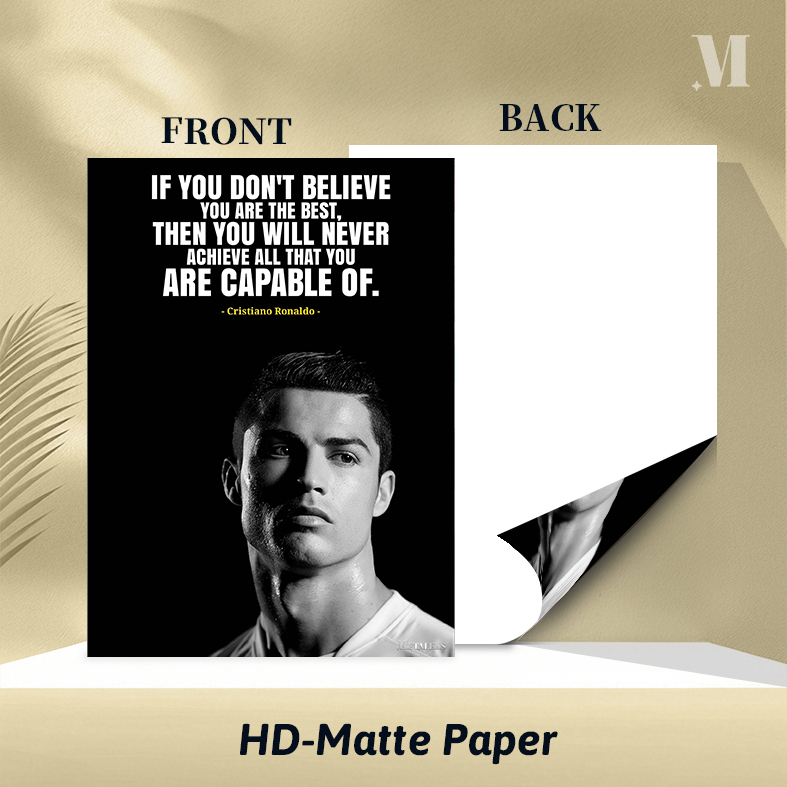 M
FRONT
BACK
IF YOU DON'T BELIEVE
YOU ARE THE BEST,
THEN YOU WILL NEVER
ACHIEVE ALL THAT YOU
ARE CAPABLE OF.
- Cristiano Ronaldo -
HD-Matte Paper